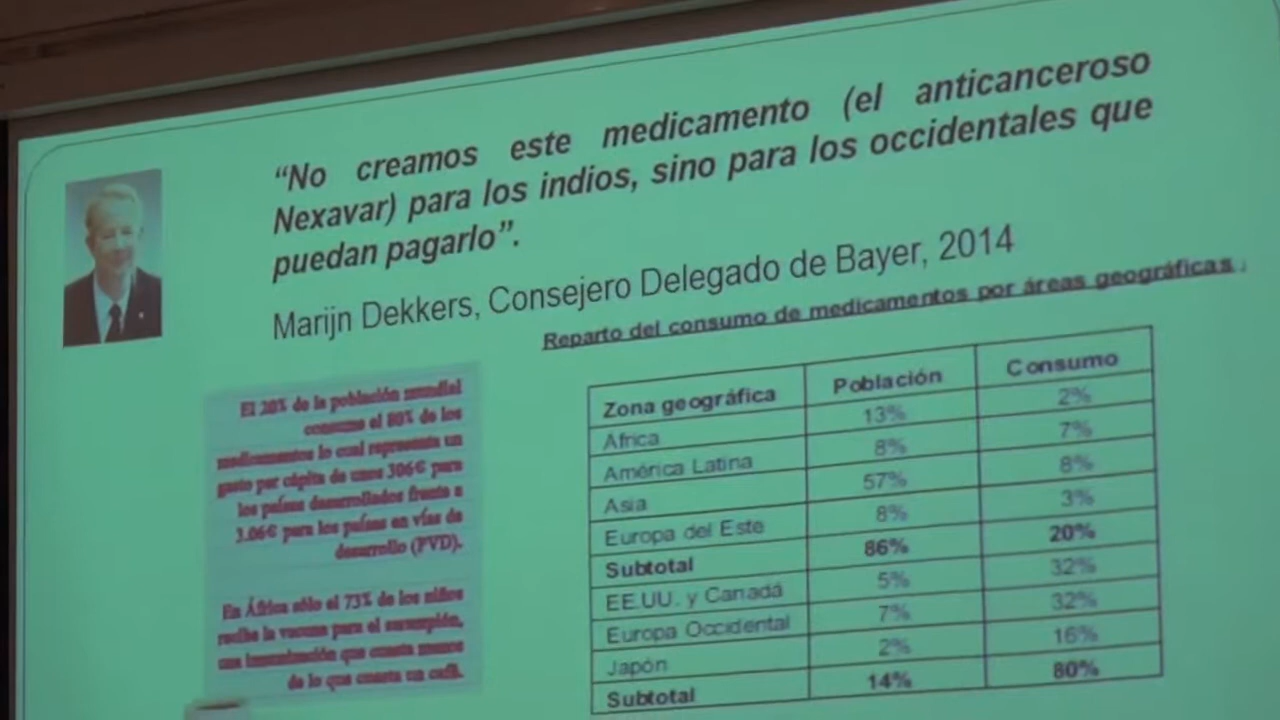 “No creamos este medicamento (el anticanceroso
Nexavar) para los indios, sino para los occidentales que
puedan pagarlo”.
Marijn Dekkers, Consejero Delegado de Bayer, 2014
Reparto del consumo de medicamentos por áreas geográficas.
El 20% de la población mundial
consume el 80% de los
medicamentos lo cual representa un
gasto per cápita de unos 306€ para
los países desarrollados frente a
3.06€ para los países en vías de
desarrollo (PVD).
En África sólo el 73% de los niños
recibe la vacuna para el sarampión,
una inmunización que cuesta menos
de lo que cuesta un café.
Zona geográfica Población Consumo
Africa 13% 2%
América Latina 8% 7%
Asia 57% 8%
Europa del Este 8% 3%
Subtotal 86% 20%
EE.UU. y Canadá 5% 32%
Europa Occidental 7% 32%
Japón 2% 16%
Subtotal 14% 80%